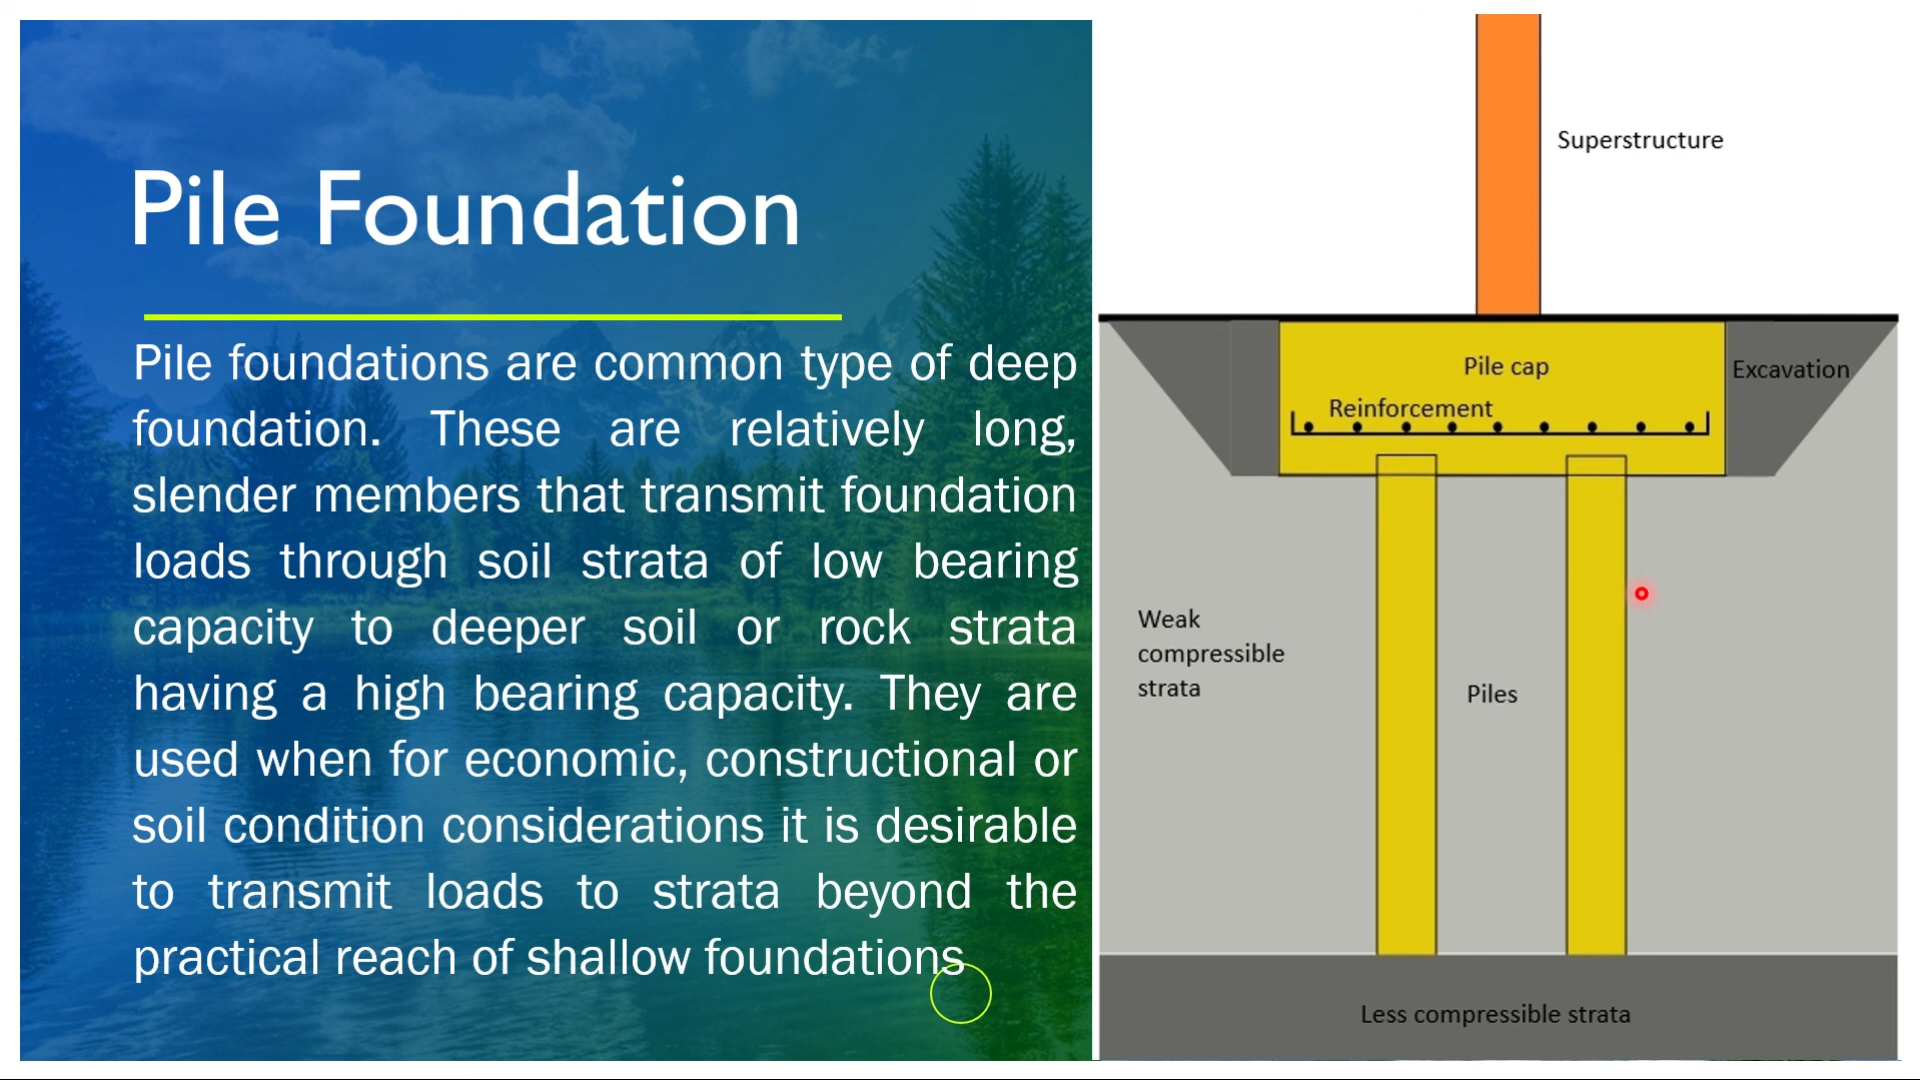 Pile Foundation
Pile foundations are common type of deep
foundation. These are relatively long,
slender members that transmit foundation
loads through soil strata of low bearing
capacity to deeper soil or rock strata
having a high bearing capacity. They are
used when for economic, constructional or
soil condition considerations it is desirable
to transmit loads to strata beyond the
practical reach of shallow foundations
Superstructure
Pile cap
Excavation
Reinforcement
Weak
compressible
strata
Piles
Less compressible strata